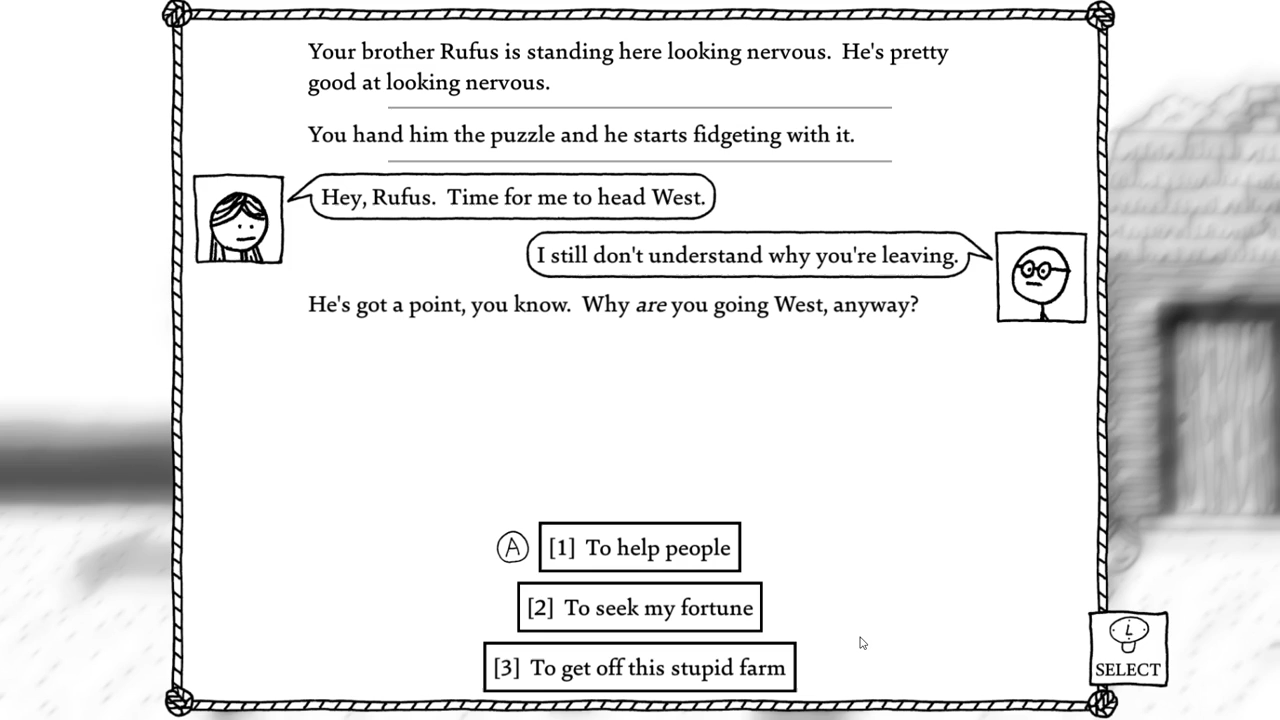 Your brother Rufus is standing here looking nervous.  He's pretty
good at looking nervous.
You hand him the puzzle and he starts fidgeting with it.
Hey, Rufus.  Time for me to head West.
I still don't understand why you're leaving.
He's got a point, you know.  Why are you going West, anyway?
A [1] To help people
[2] To seek my fortune
[3] To get off this stupid farm
L
SELECT